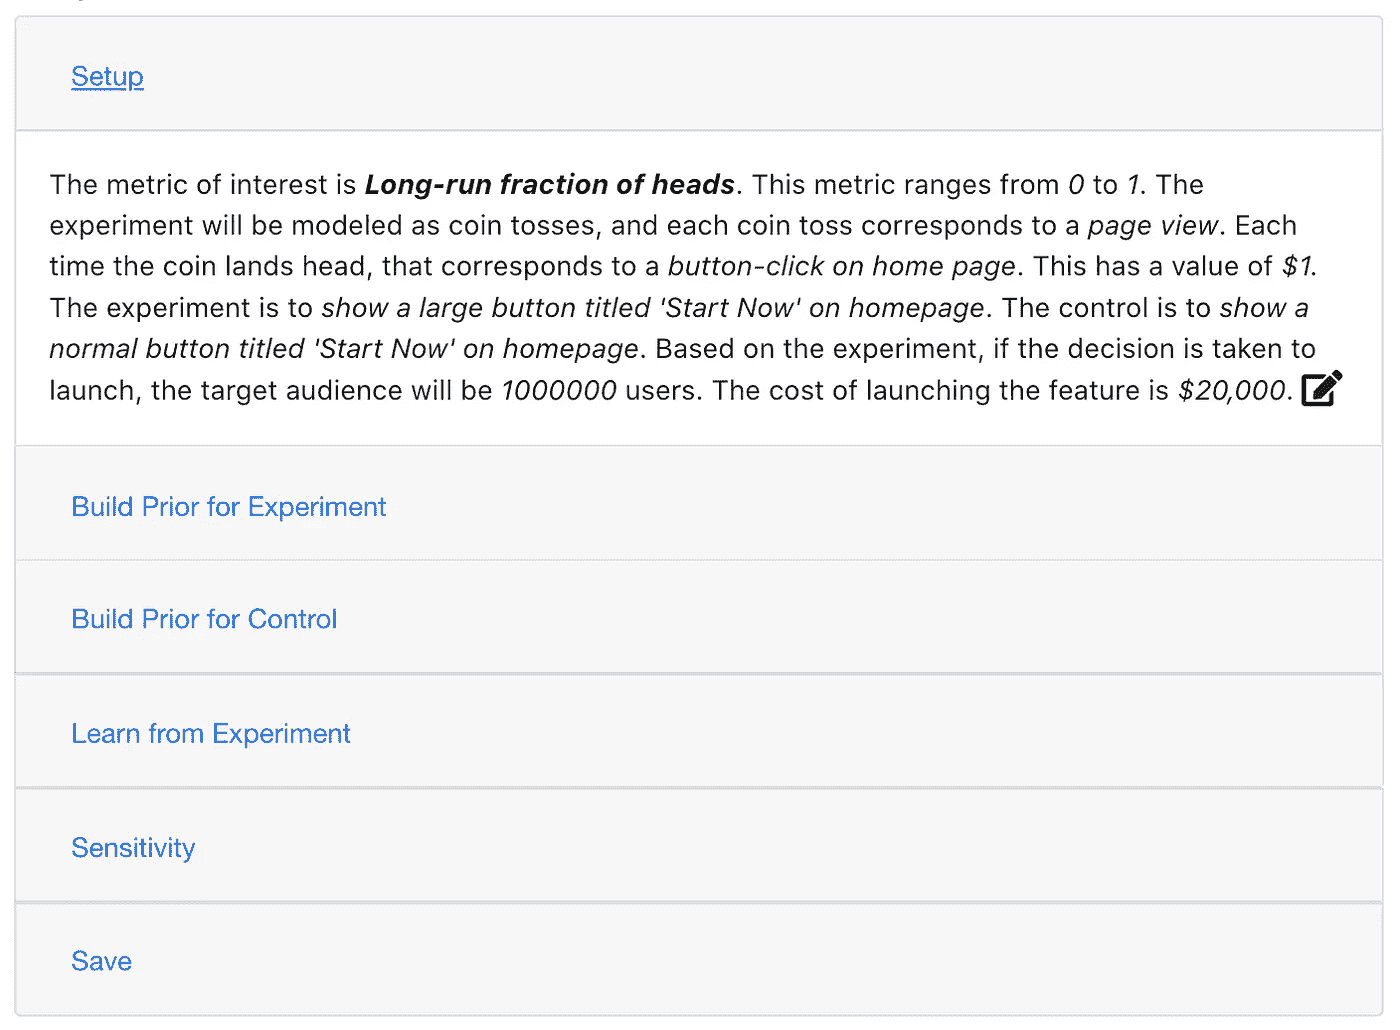 Setup
The metric of interest is Long-run fraction of heads. This metric ranges from 0 to 1. The
experiment will be modeled as coin tosses, and each coin toss corresponds to a page view. Each
time the coin lands head, that corresponds to a button-click on home page. This has a value of $1.
The experiment is to show a large button titled 'Start Now' on homepage. The control is to show a
normal button titled 'Start Now' on homepage. Based on the experiment, if the decision is taken to
launch, the target audience will be 1000000 users. The cost of launching the feature is $20,000.
Build Prior for Experiment
Build Prior for Control
Learn from Experiment
Sensitivity
Save